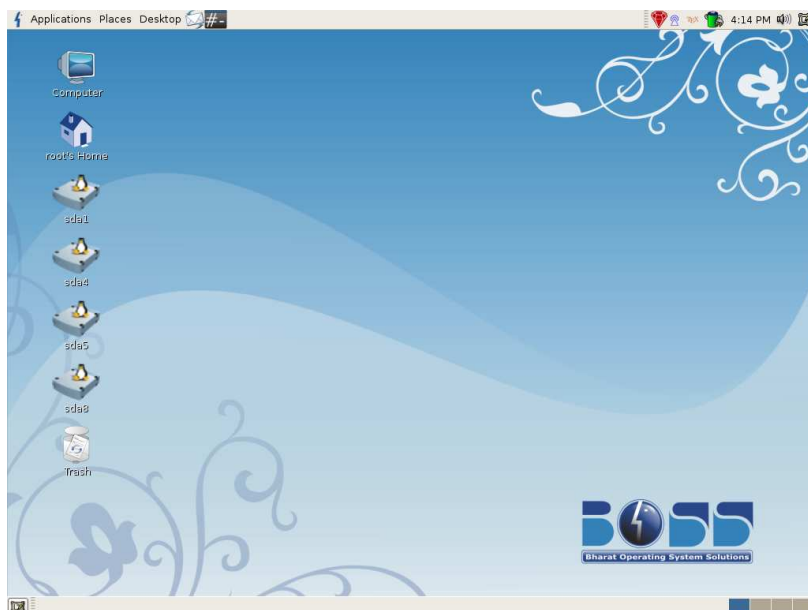 Applications Places Desktop #-
TeX 4:14 PM
Computer
root's Home
sda1
sda4
sda5
sda8
Trash
BOSS
Bharat Operating System Solutions